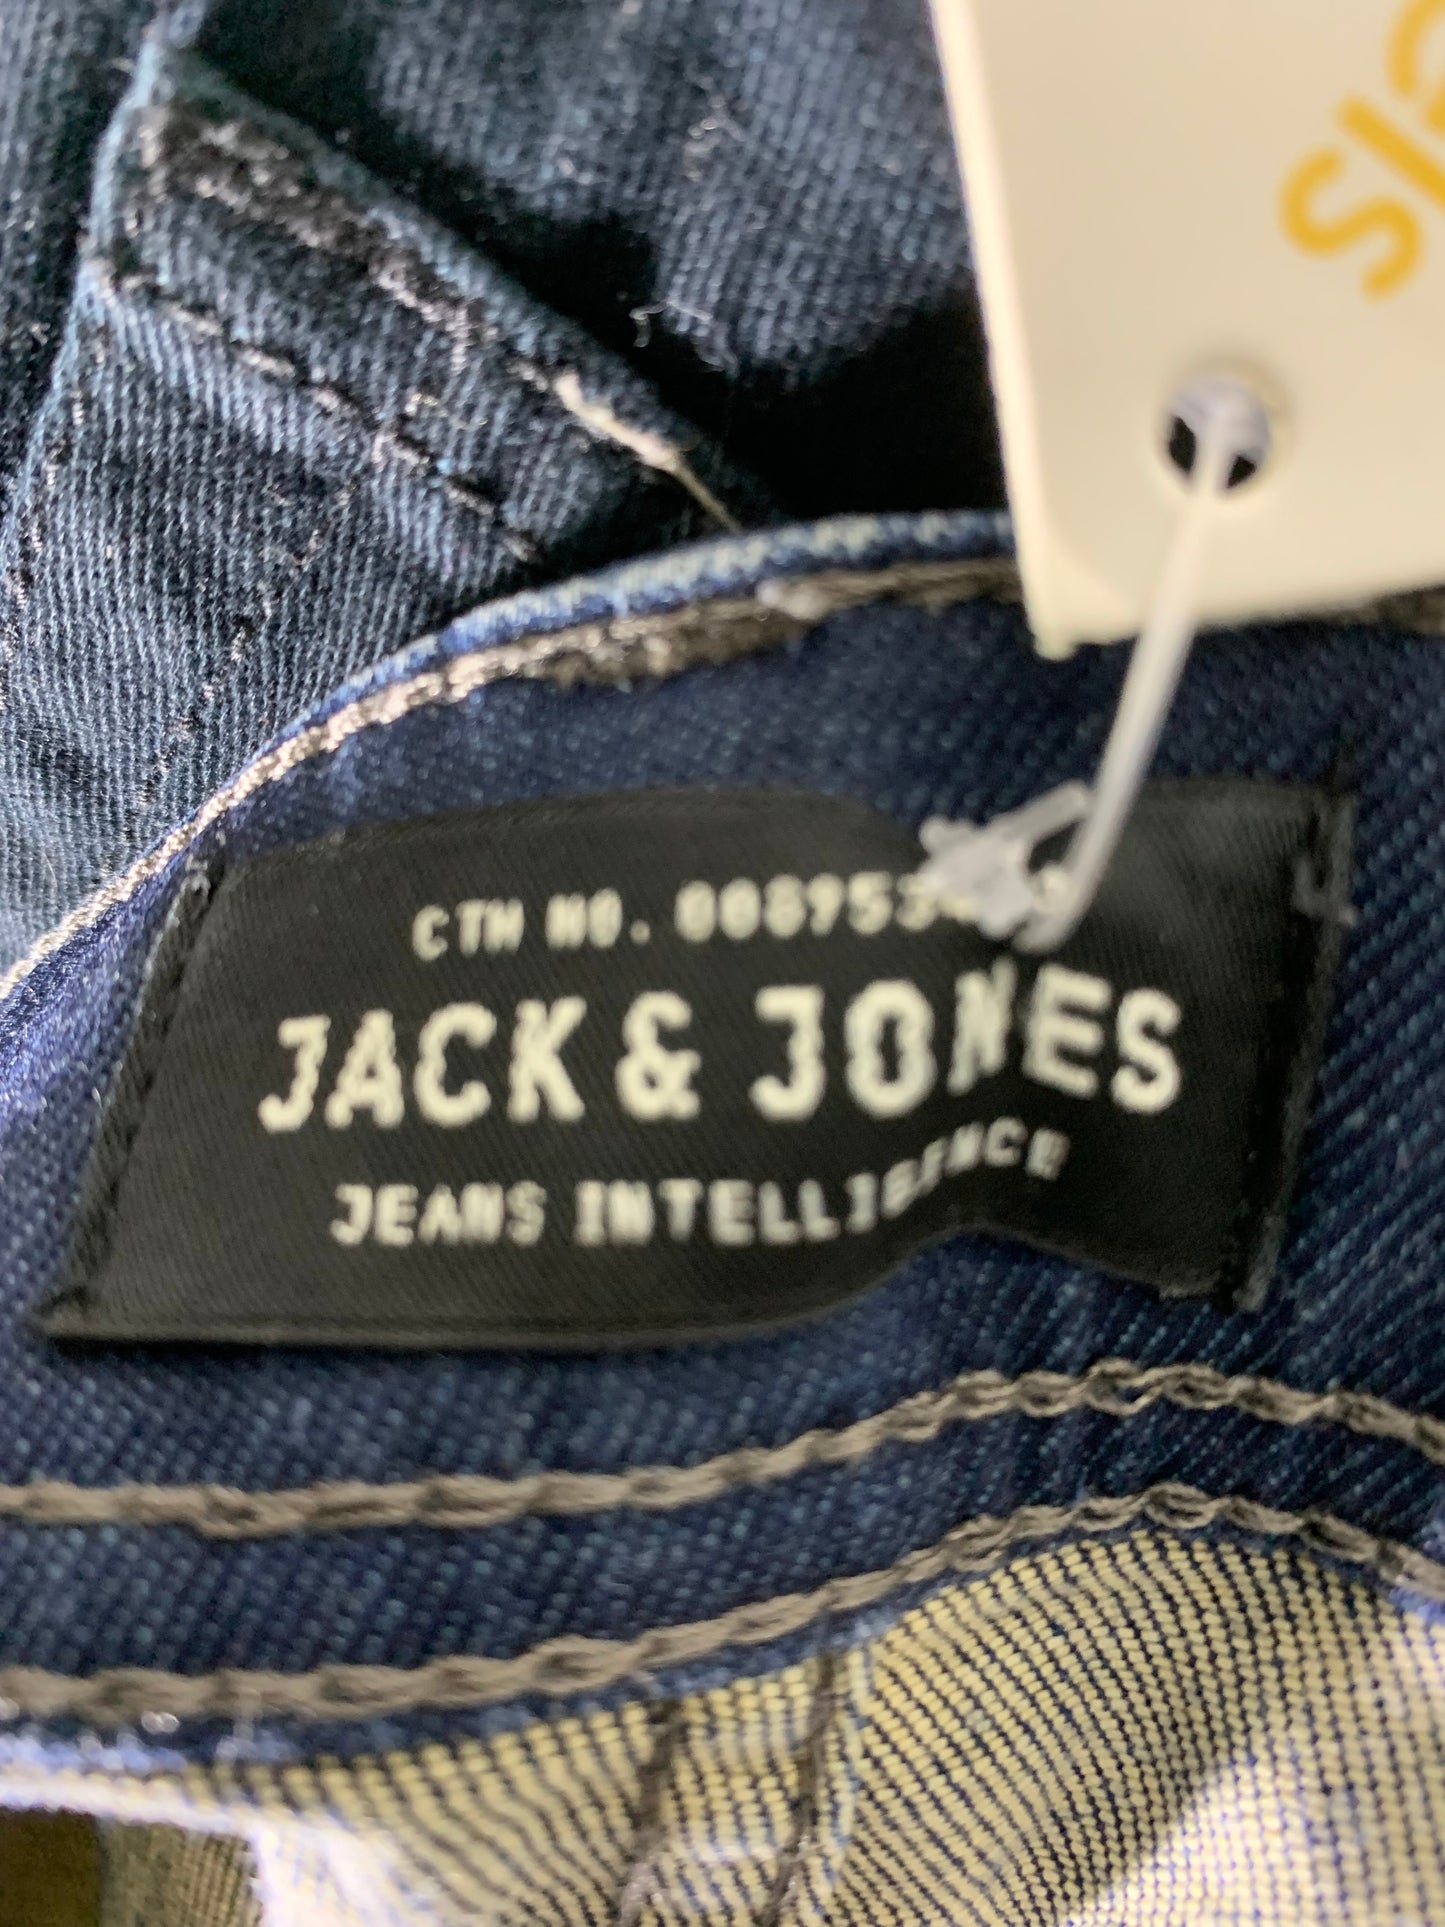 CTN NO.
JACK & JONES
JEANS INTELLIGENCE